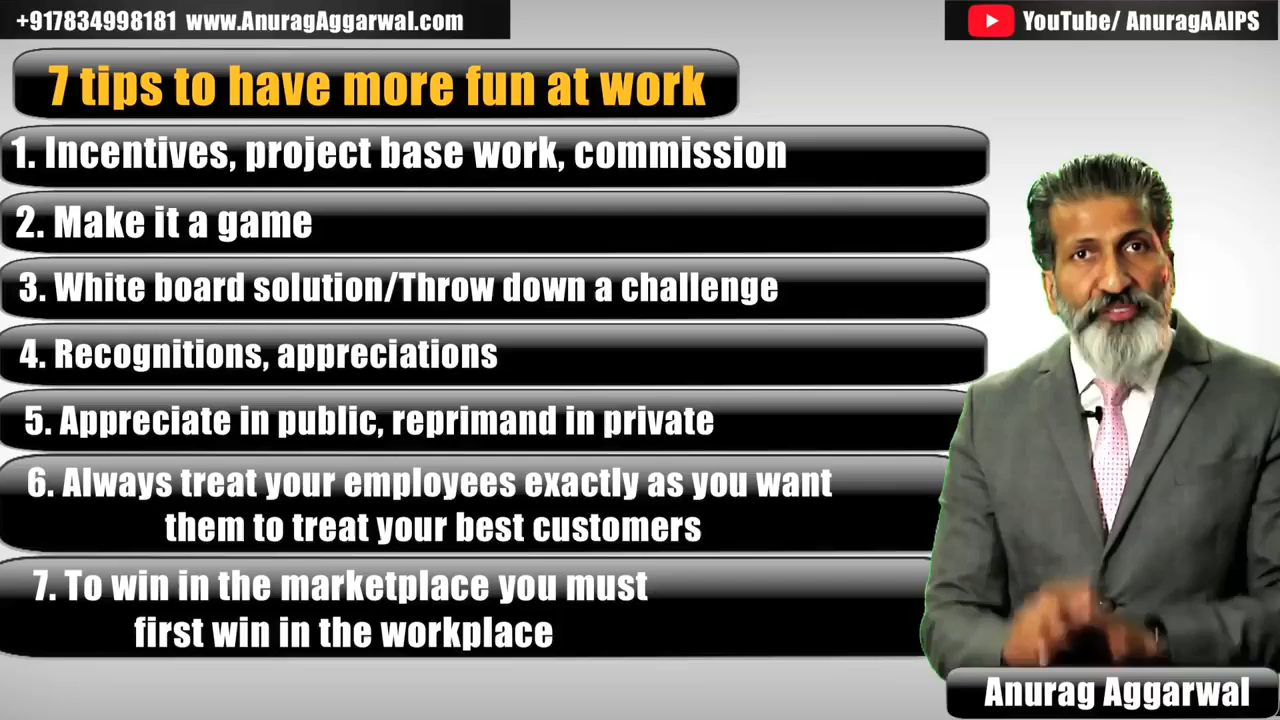 +917834998181 www.AnuragAggarwal.com
YouTube/ AnuragAAIPS
7 tips to have more fun at work
1. Incentives, project base work, commission
2. Make it a game
3. White board solution/Throw down a challenge
4. Recognitions, appreciations
5. Appreciate in public, reprimand in private
6. Always treat your employees exactly as you want
them to treat your best customers
7. To win in the marketplace you must
first win in the workplace
Anurag Aggarwal